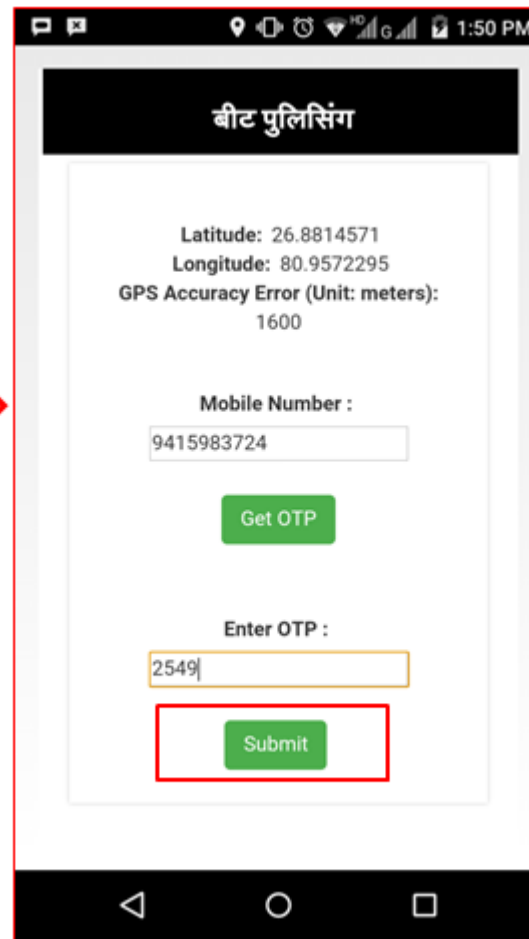 HD G 1:50 PM
बीट पुलिसिंग
Latitude: 26.8814571
Longitude: 80.9572295
GPS Accuracy Error (Unit: meters):
1600
Mobile Number :
9415983724
Get OTP
Enter OTP :
2549
Submit